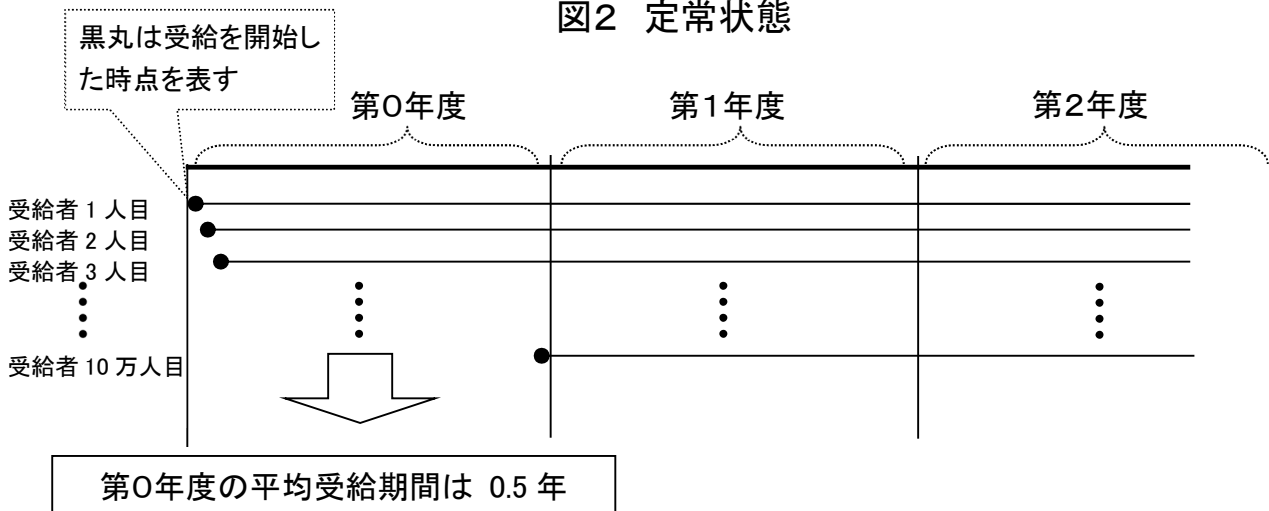 図2 定常状態
黒丸は受給を開始し
た時点を表す
第0年度
第1年度
第2年度
受給者 1 人目
受給者 2 人目
受給者 3 人目
受給者 10 万人目
第0年度の平均受給期間は 0.5 年